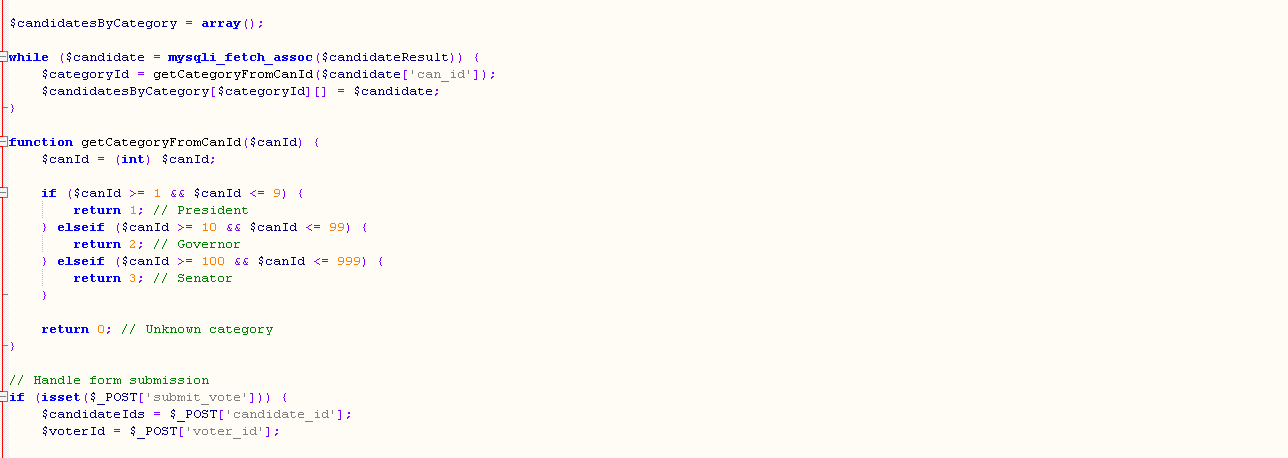 $candidatesByCategory = array();
while ($candidate = mysqli_fetch_assoc($candidateResult)) {
    $categoryId = getCategoryFromCanId($candidate['can_id']);
    $candidatesByCategory[$categoryId][] = $candidate;
}
function getCategoryFromCanId($canId) {
    $canId = (int) $canId;
    if ($canId >= 1 && $canId <= 9) {
        return 1; // President
    } elseif ($canId >= 10 && $canId <= 99) {
        return 2; // Governor
    } elseif ($canId >= 100 && $canId <= 999) {
        return 3; // Senator
    }
    return 0; // Unknown category
}
// Handle form submission
if (isset($_POST['submit_vote'])) {
    $candidateIds = $_POST['candidate_id'];
    $voterId = $_POST['voter_id'];